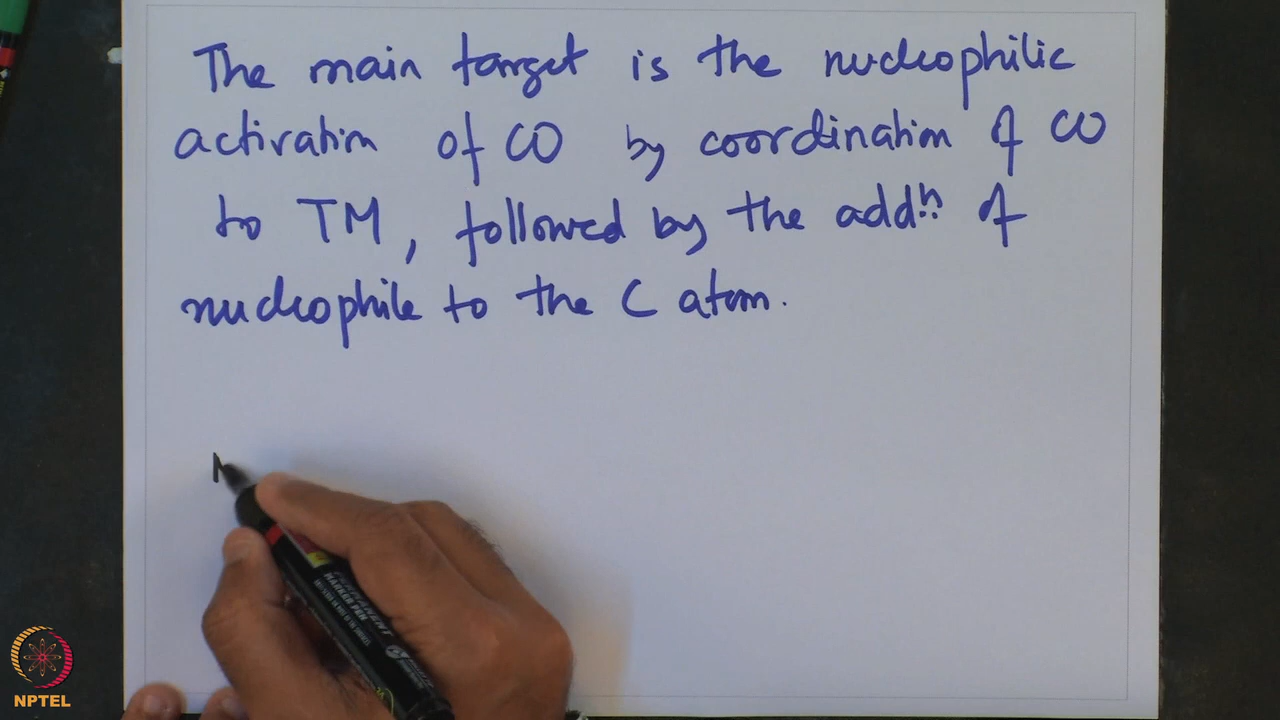 The main target is the nucleophilic
activation of CO by coordination of CO
to TM, followed by the addn of
nucleophile to the C atom.
NPTEL